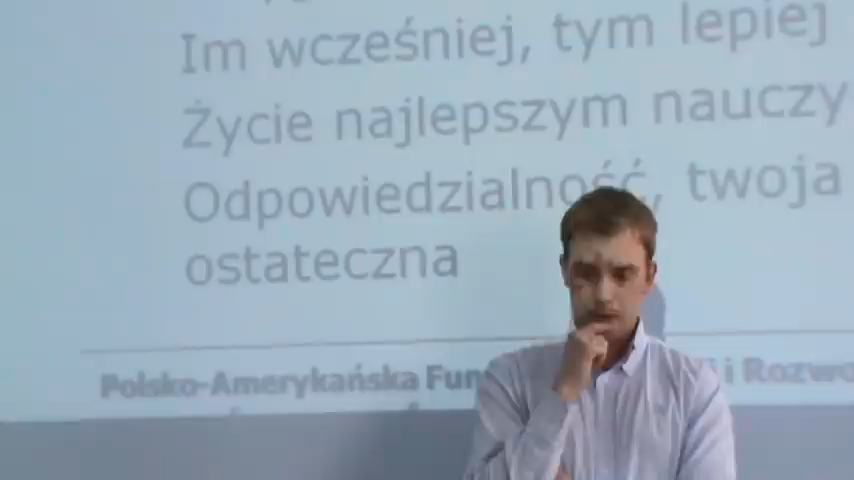 Im wcześniej, tym lepiej
Życie najlepszym nauczy
Odpowiedzialność, twoja
ostateczna
Polsko-Amerykańska Fun i Rozwo